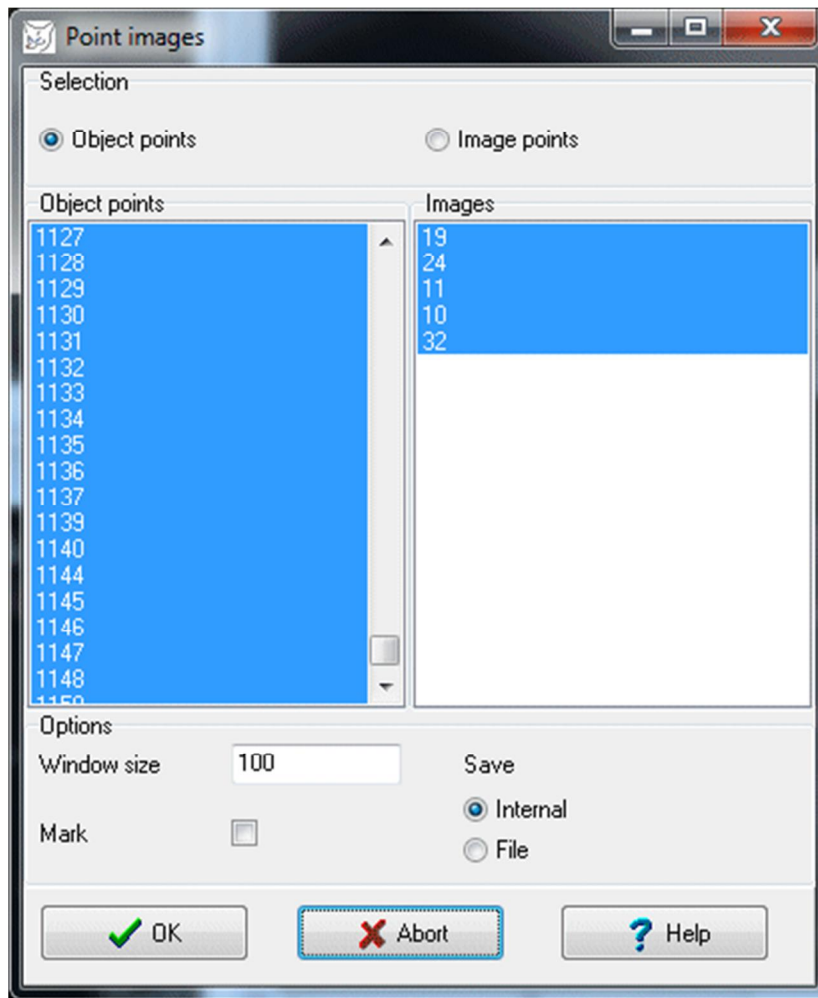 Point images
Selection
Object points
Image points
Object points
Images
1127
1128
1129
1130
1131
1132
1133
1134
1135
1136
1137
1139
1140
1144
1145
1146
1147
1148
19
24
11
10
32
Options
Window size 100
Save
Internal
Mark
File
OK
Abort
? Help